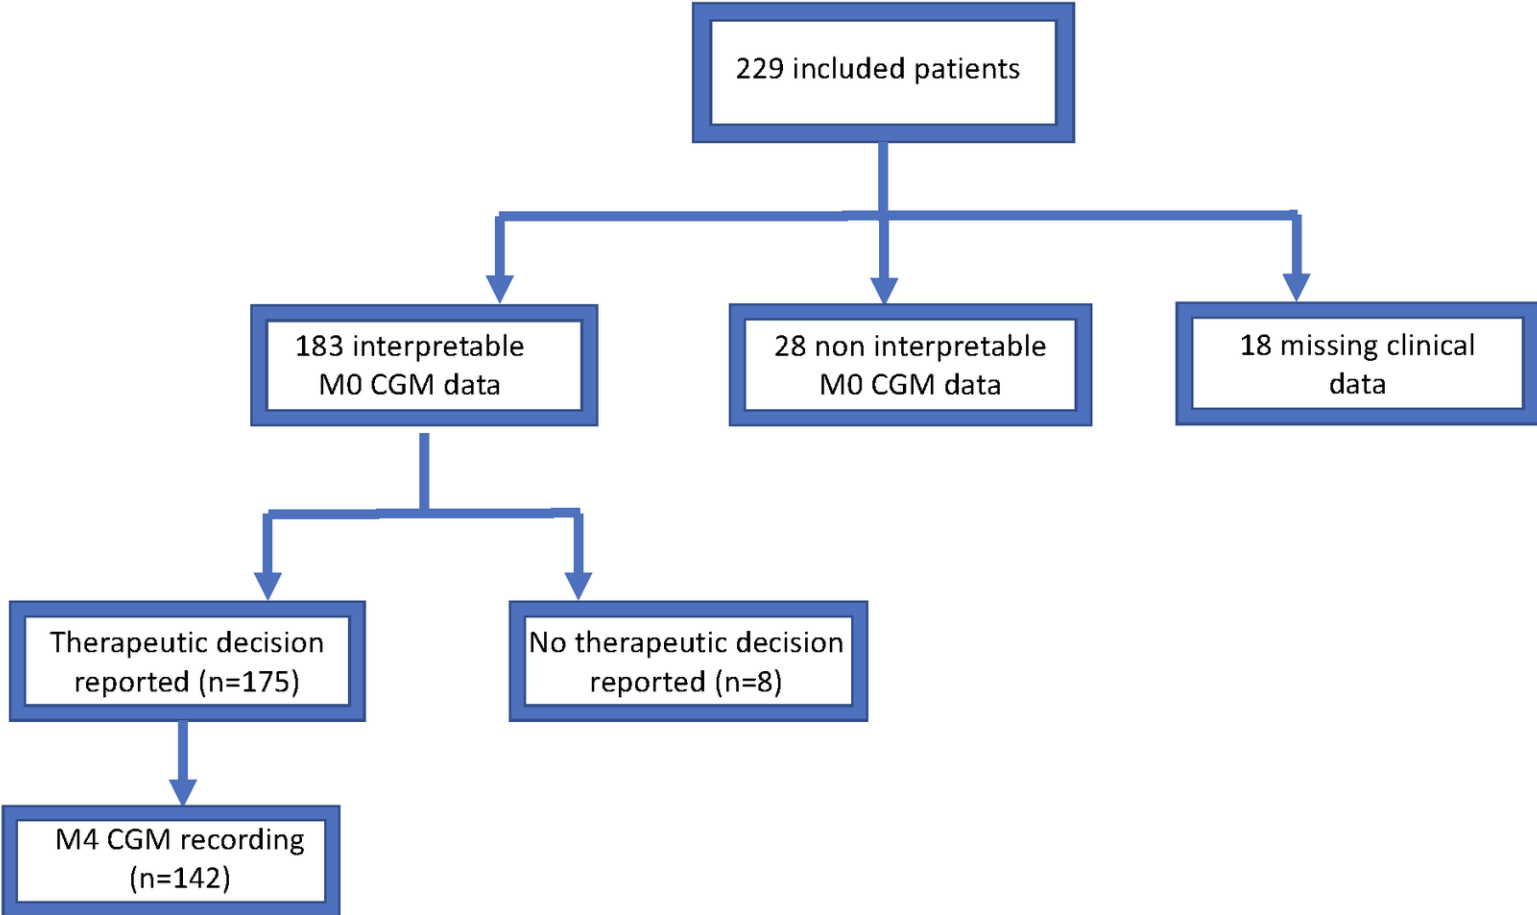 229 included patients
183 interpretable
M0 CGM data
28 non interpretable
M0 CGM data
18 missing clinical
data
Therapeutic decision
reported (n=175)
No therapeutic decision
reported (n=8)
M4 CGM recording
(n=142)